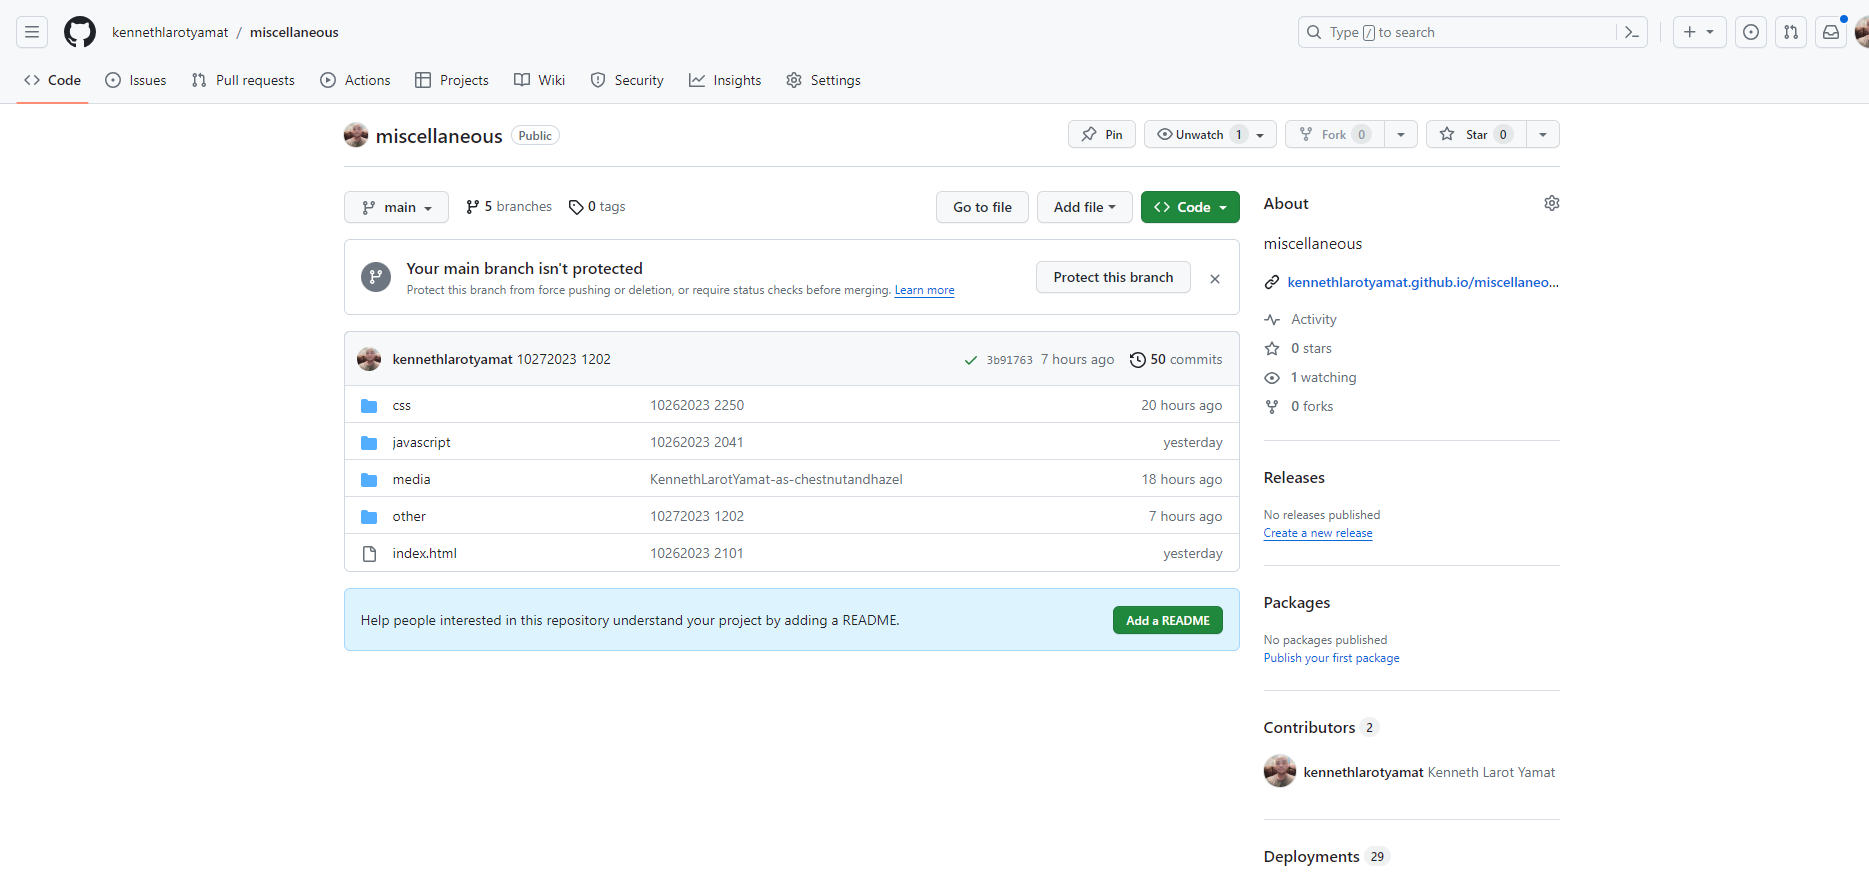 kennethlarotyamat / miscellaneous
Type / to search
Code Issues Pull requests Actions Projects Wiki Security Insights Settings
miscellaneous Public
Pin Unwatch 1 Fork 0 Star 0
main 5 branches 0 tags
Go to file Add file Code
Your main branch isn't protected
Protect this branch from force pushing or deletion, or require status checks before merging. Learn more
Protect this branch
kennethlarotyamat 10272023 1202 3b91763 7 hours ago 50 commits
css 10262023 2250 20 hours ago
javascript 10262023 2041 yesterday
media KennethLarotYamat-as-chestnutandhazel 18 hours ago
other 10272023 1202 7 hours ago
index.html 10262023 2101 yesterday
Help people interested in this repository understand your project by adding a README.
Add a README
About
miscellaneous
kennethlarotyamat.github.io/miscellaneo...
Activity
0 stars
1 watching
0 forks
Releases
No releases published
Create a new release
Packages
No packages published
Publish your first package
Contributors 2
kennethlarotyamat Kenneth Larot Yamat
Deployments 29